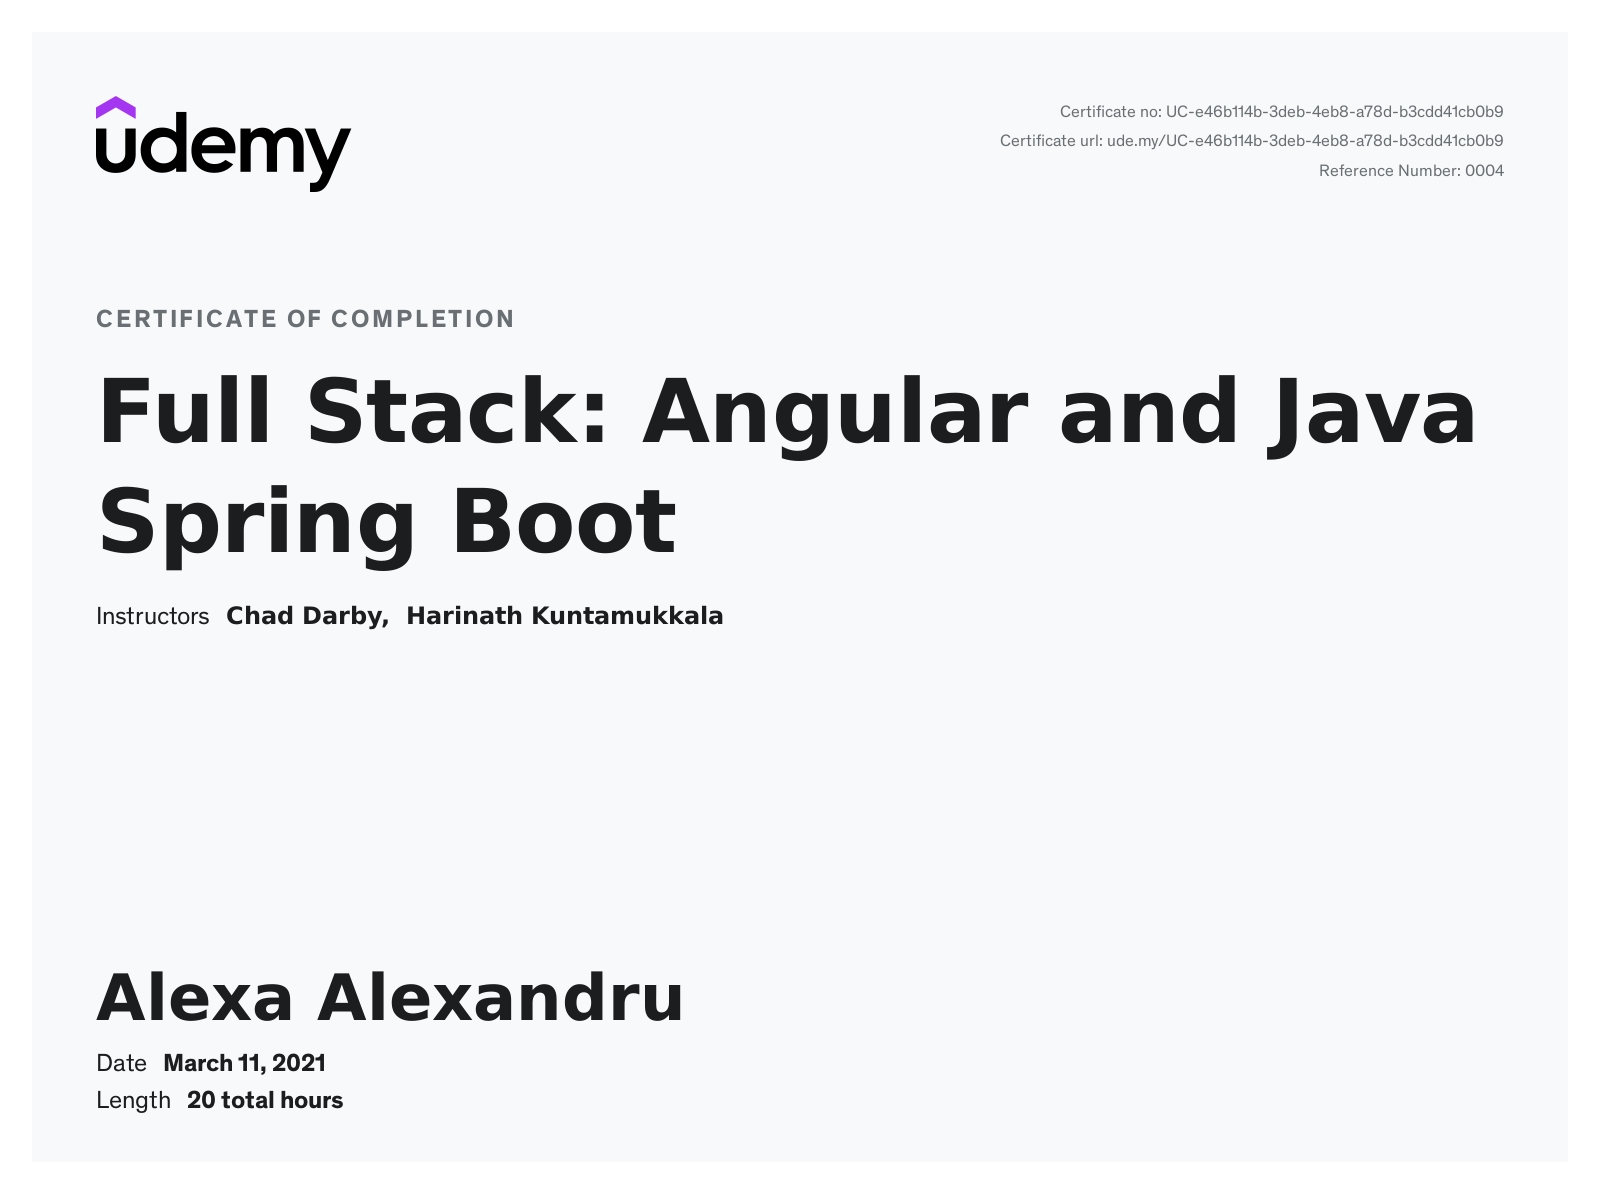 udemy
Certificate no: UC-e46b114b-3deb-4eb8-a78d-b3cdd41cb0b9
Certificate url: ude.my/UC-e46b114b-3deb-4eb8-a78d-b3cdd41cb0b9
Reference Number: 0004
CERTIFICATE OF COMPLETION
Full Stack: Angular and Java
Spring Boot
Instructors Chad Darby, Harinath Kuntamukkala
Alexa Alexandru
Date March 11, 2021
Length 20 total hours